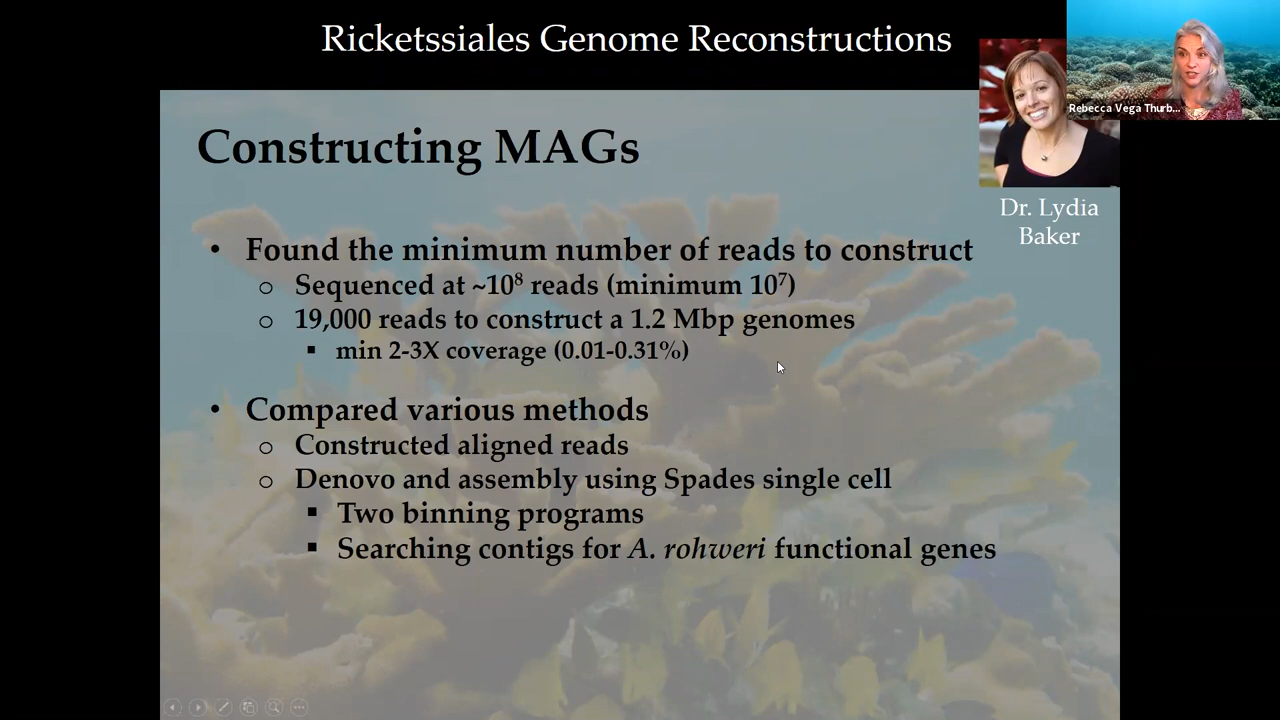 Ricketssiales Genome Reconstructions
Rebecca Vega Thurb...
Constructing MAGs
Dr. Lydia
Baker
• Found the minimum number of reads to construct
o Sequenced at ~10⁸ reads (minimum 10⁷)
o 19,000 reads to construct a 1.2 Mbp genomes
▪ min 2-3X coverage (0.01-0.31%)
• Compared various methods
o Constructed aligned reads
o Denovo and assembly using Spades single cell
▪ Two binning programs
▪ Searching contigs for A. rohweri functional genes